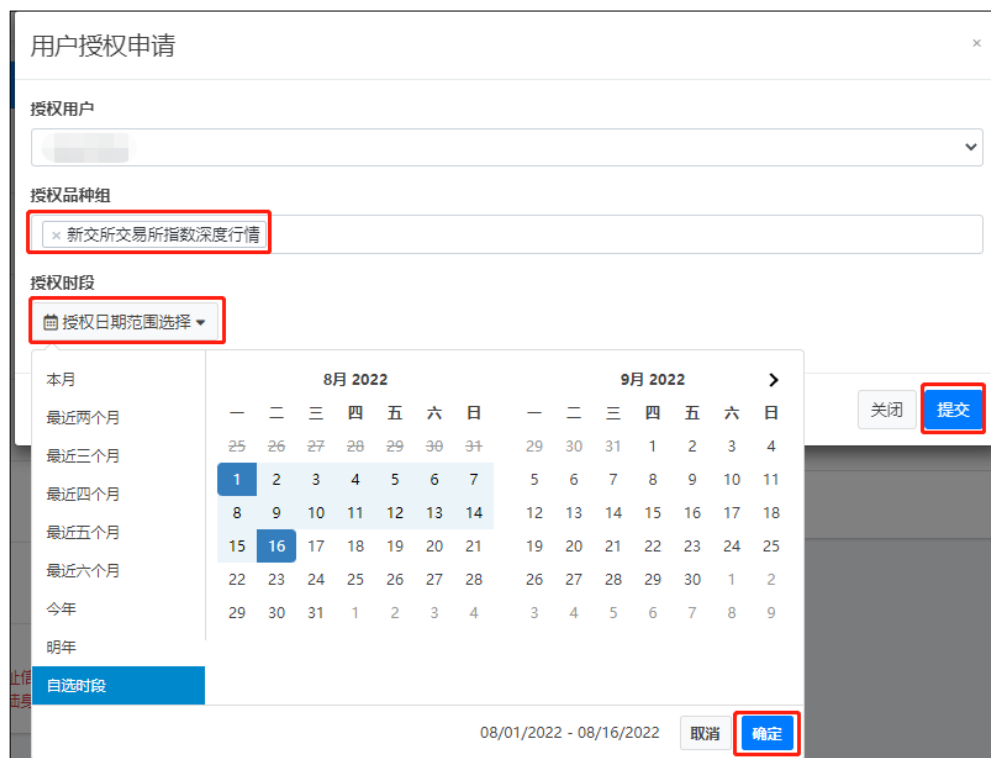 用户授权申请 ×
授权用户
授权品种组
× 新交所交易所指数深度行情
授权时段
授权日期范围选择
本月
最近两个月
最近三个月
最近四个月
最近五个月
最近六个月
今年
明年
自选时段
8月 2022
一 二 三 四 五 六 日
25 26 27 28 29 30 31
1 2 3 4 5 6 7
8 9 10 11 12 13 14
15 16 17 18 19 20 21
22 23 24 25 26 27 28
29 30 31 1 2 3 4
9月 2022
一 二 三 四 五 六 日
29 30 31 1 2 3 4
5 6 7 8 9 10 11
12 13 14 15 16 17 18
19 20 21 22 23 24 25
26 27 28 29 30 1 2
3 4 5 6 7 8 9
关闭 提交
08/01/2022 - 08/16/2022 取消 确定